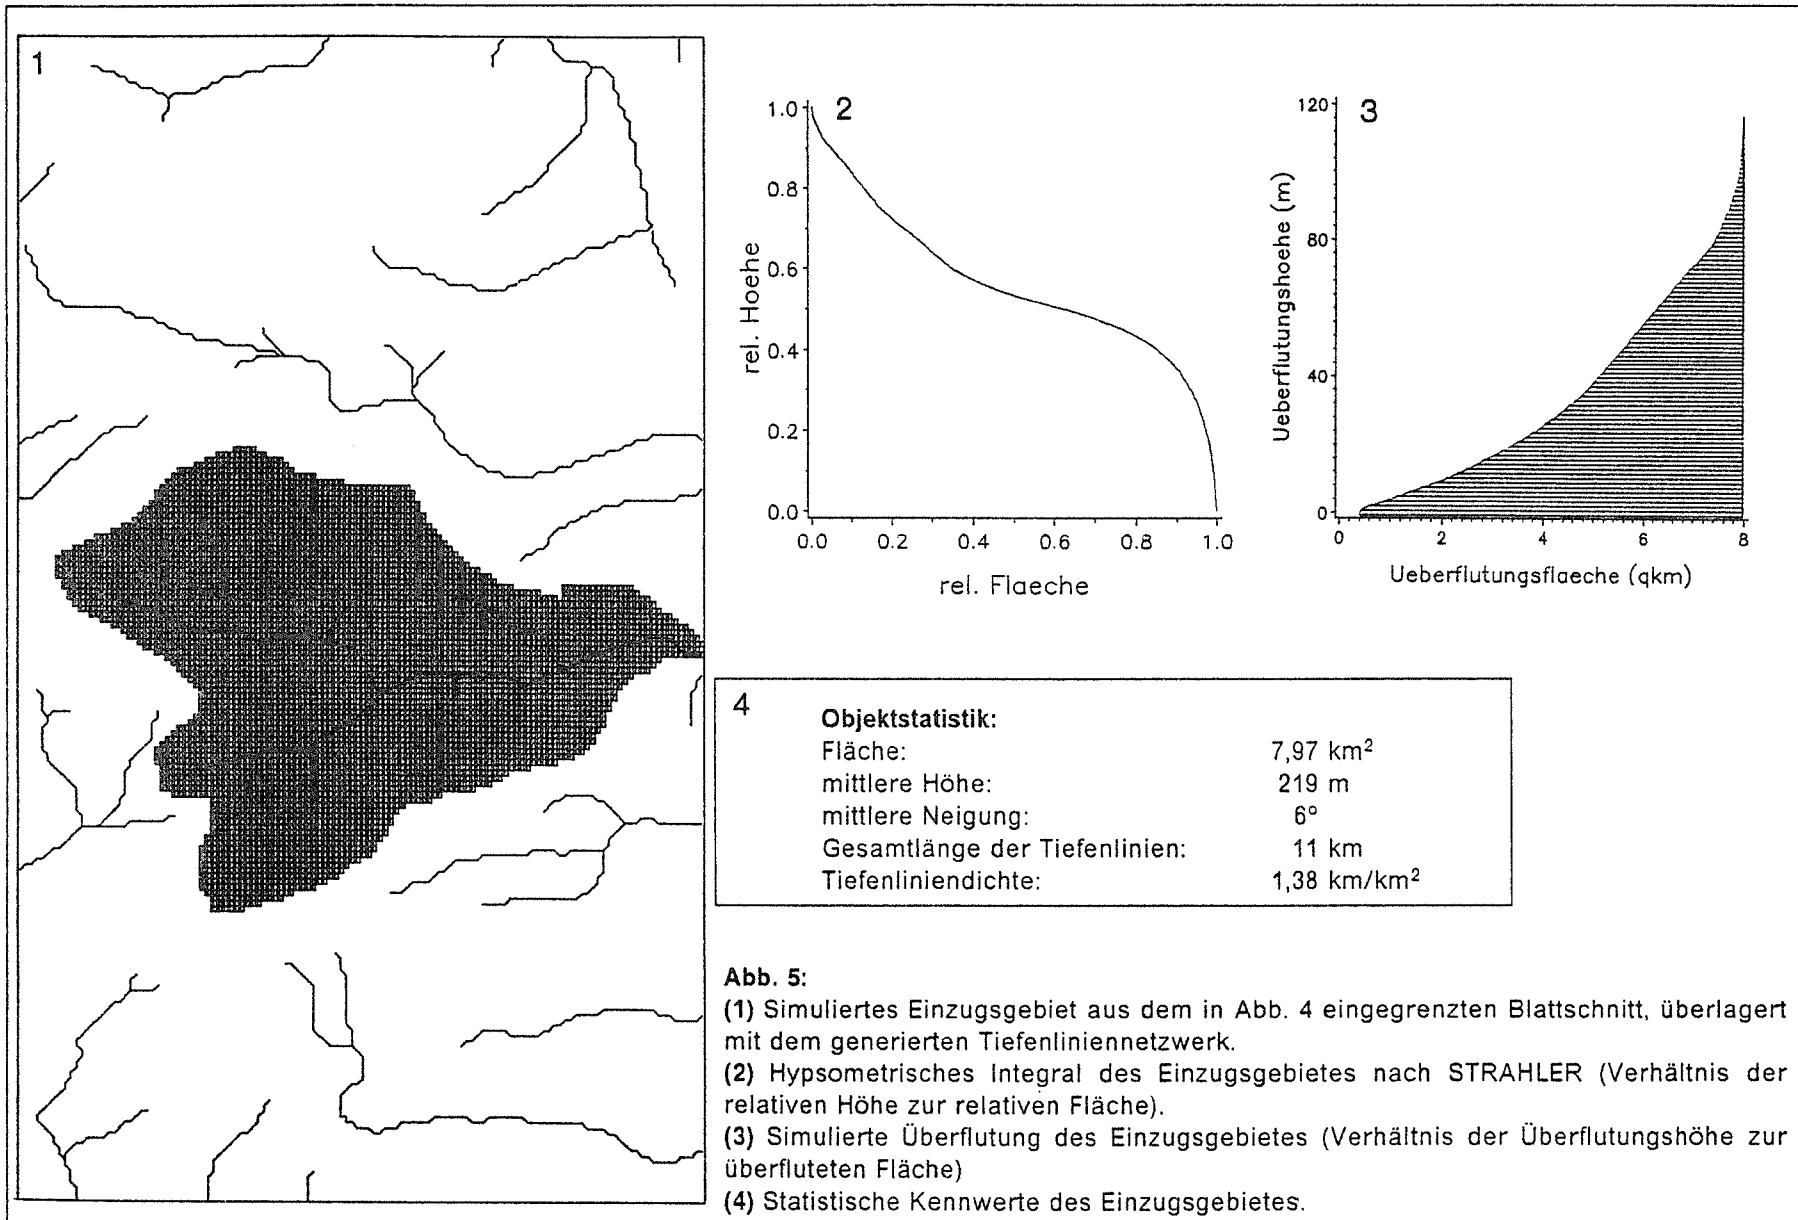 1
2
1.0
0.8
0.6
0.4
0.2
0.0
rel. Hoehe
0.0 0.2 0.4 0.6 0.8 1.0
rel. Flaeche
3
120
80
40
0
Ueberflutungshoehe (m)
0 2 4 6 8
Ueberflutungsflaeche (qkm)
4
Objektstatistik:
Fläche: 7,97 km²
mittlere Höhe: 219 m
mittlere Neigung: 6°
Gesamtlänge der Tiefenlinien: 11 km
Tiefenliniendichte: 1,38 km/km²
Abb. 5:
(1) Simuliertes Einzugsgebiet aus dem in Abb. 4 eingegrenzten Blattschnitt, überlagert
mit dem generierten Tiefenliniennetzwerk.
(2) Hypsometrisches Integral des Einzugsgebietes nach STRAHLER (Verhältnis der
relativen Höhe zur relativen Fläche).
(3) Simulierte Überflutung des Einzugsgebietes (Verhältnis der Überflutungshöhe zur
überfluteten Fläche)
(4) Statistische Kennwerte des Einzugsgebietes.